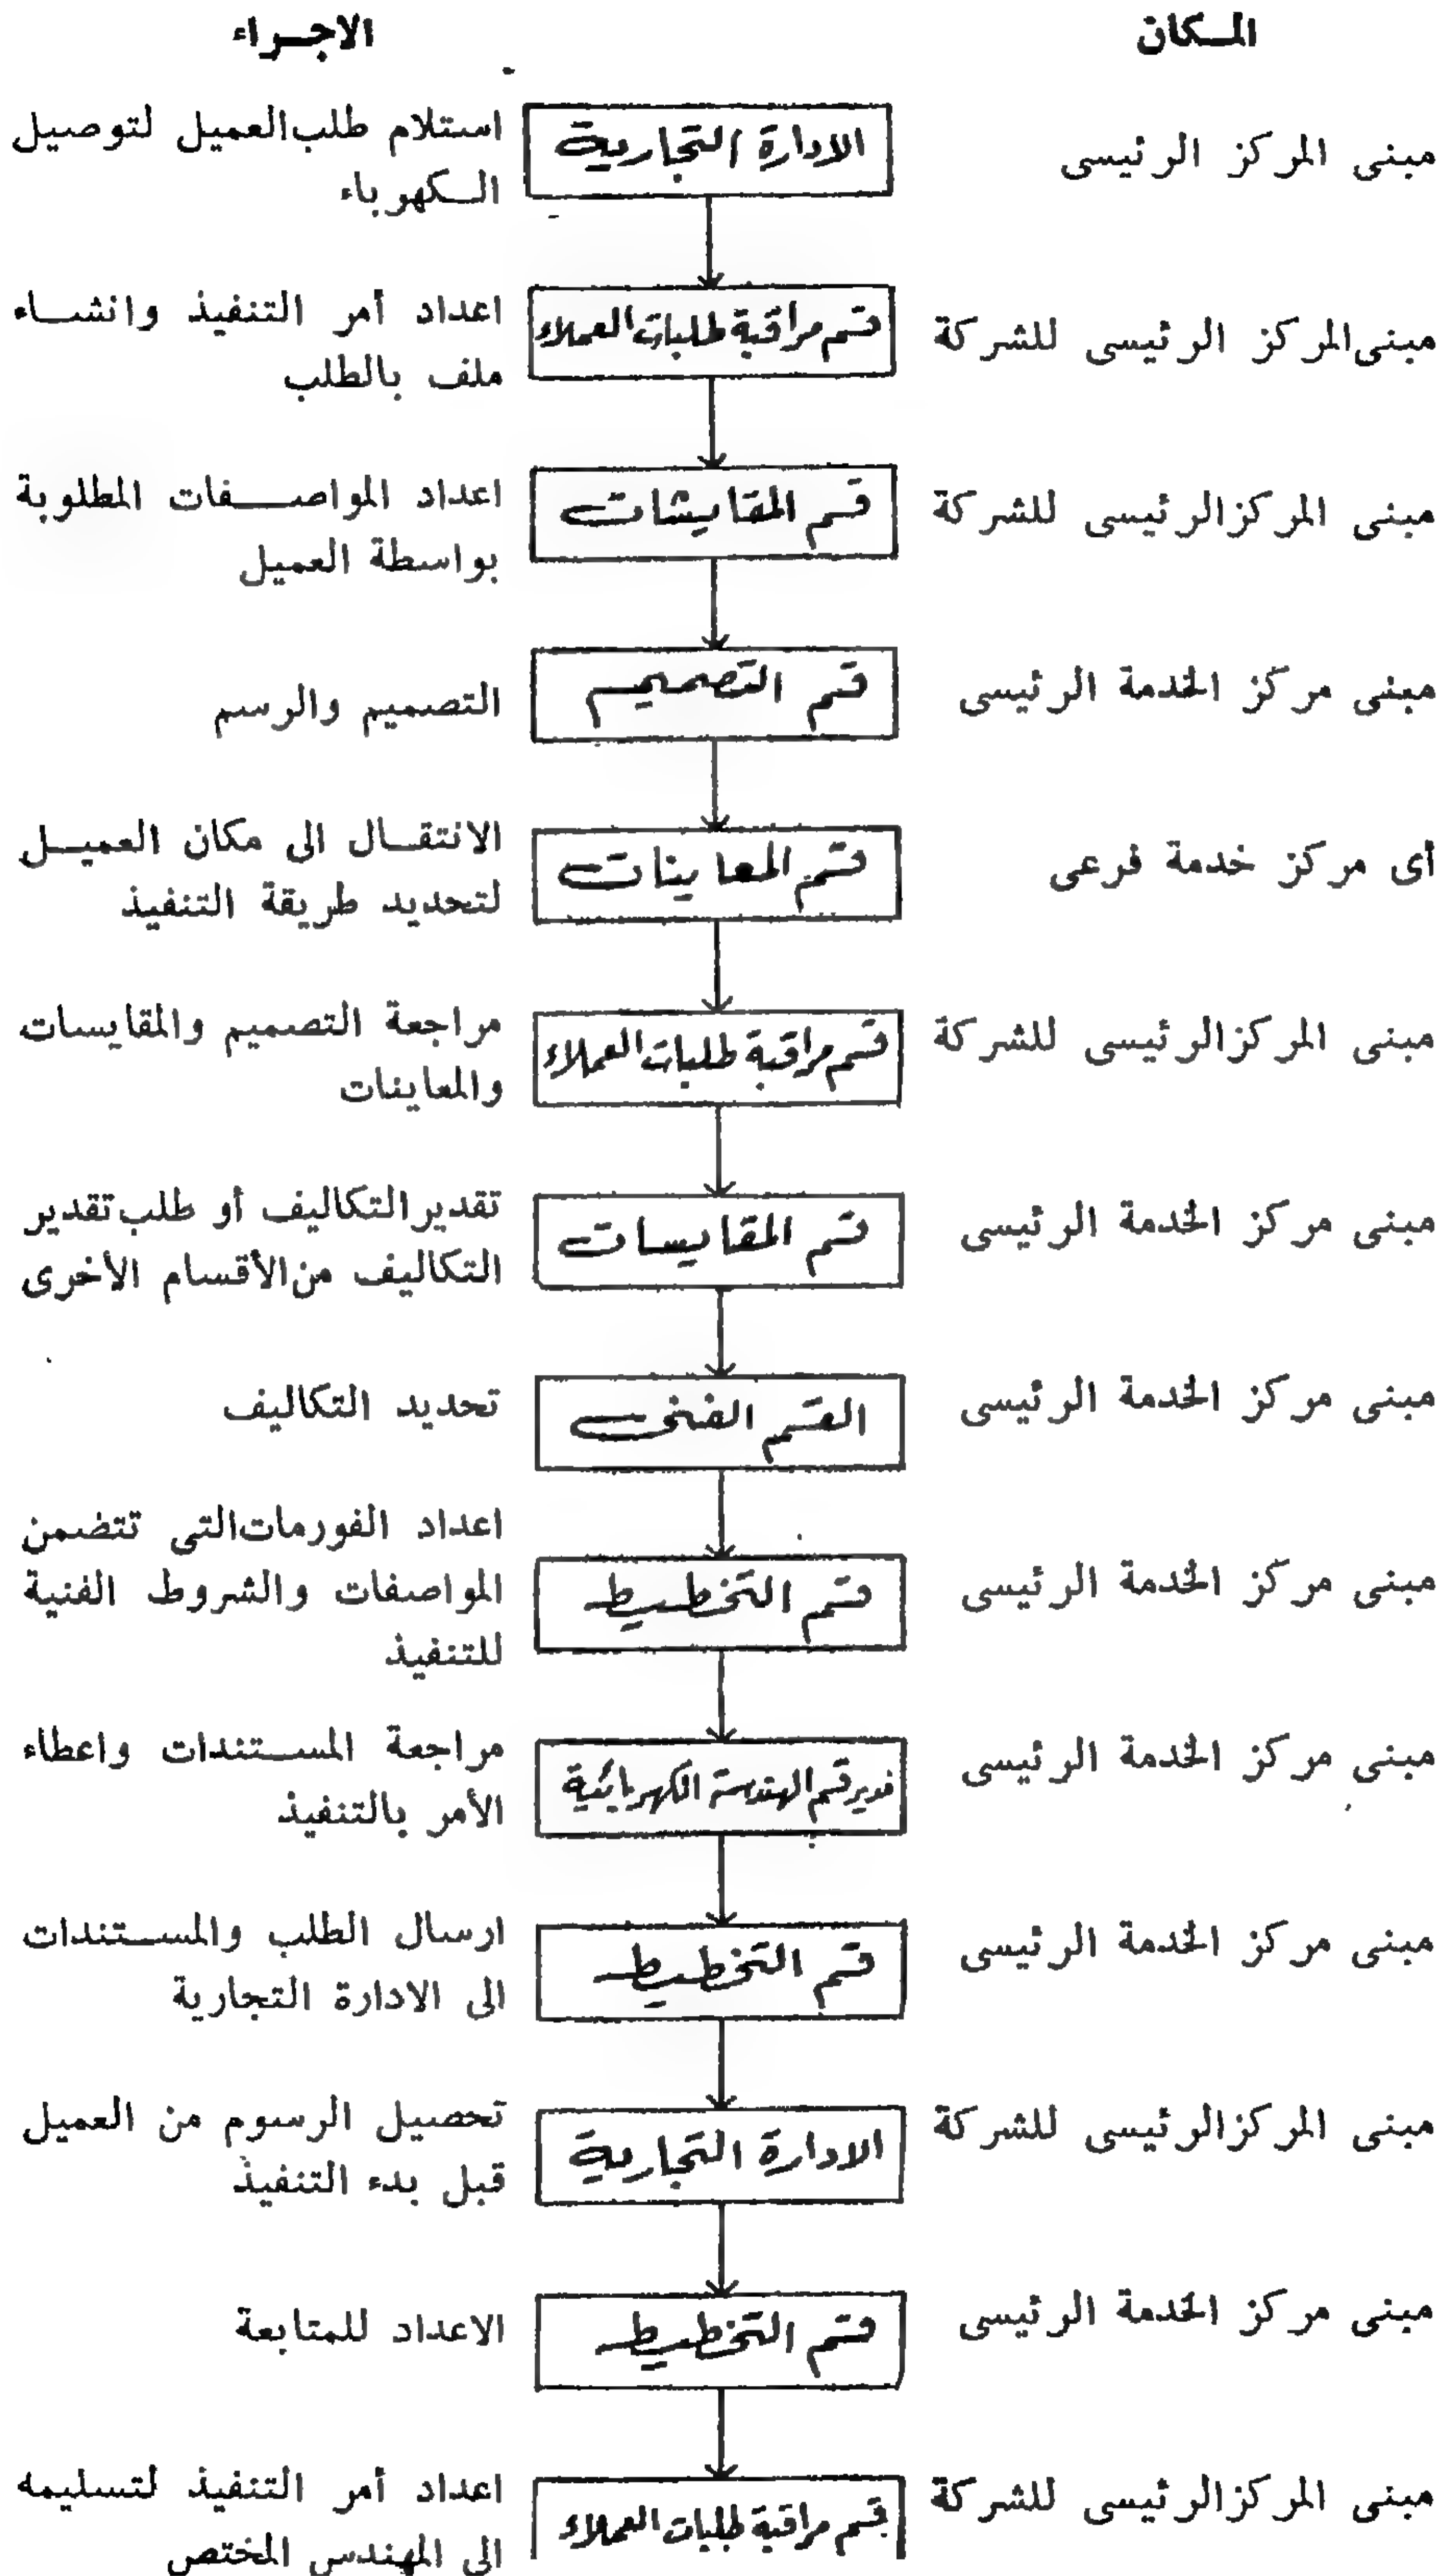 المكان
الاجراء
مبنى المركز الرئيسى
الادارة التجارية
استلام طلب العميل لتوصيل
الكهرباء
مبنى المركز الرئيسى للشركة
قسم مراقبة طلبات العملاء
اعداد أمر التنفيذ وانشاء
ملف بالطلب
مبنى المركز الرئيسى للشركة
قسم المقايشات
اعداد المواصفات المطلوبة
بواسطة العميل
مبنى مركز الخدمة الرئيسى
قسم التصميم
التصميم والرسم
أى مركز خدمة فرعى
قسم المعاينات
الانتقال الى مكان العميل
لتحديد طريقة التنفيذ
مبنى المركز الرئيسى للشركة
قسم مراقبة طلبات العملاء
مراجعة التصميم والمقايسات
والمعاينات
مبنى مركز الخدمة الرئيسى
قسم المقايسات
تقدير التكاليف أو طلب تقدير
التكاليف من الأقسام الأخرى
مبنى مركز الخدمة الرئيسى
القسم الفنى
تحديد التكاليف
مبنى مركز الخدمة الرئيسى
قسم التخطيط
اعداد الفورمات التى تتضمن
المواصفات والشروط الفنية
للتنفيذ
مبنى مركز الخدمة الرئيسى
مدير قسم الهندسة الكهربائية
مراجعة المستندات واعطاء
الأمر بالتنفيذ
مبنى مركز الخدمة الرئيسى
قسم التخطيط
ارسال الطلب والمستندات
الى الادارة التجارية
مبنى المركز الرئيسى للشركة
الادارة التجارية
تحصيل الرسوم من العميل
قبل بدء التنفيذ
مبنى مركز الخدمة الرئيسى
قسم التخطيط
الاعداد للمتابعة
مبنى المركز الرئيسى للشركة
قسم مراقبة طلبات العملاء
اعداد أمر التنفيذ لتسليمه
الى المهندس المختص